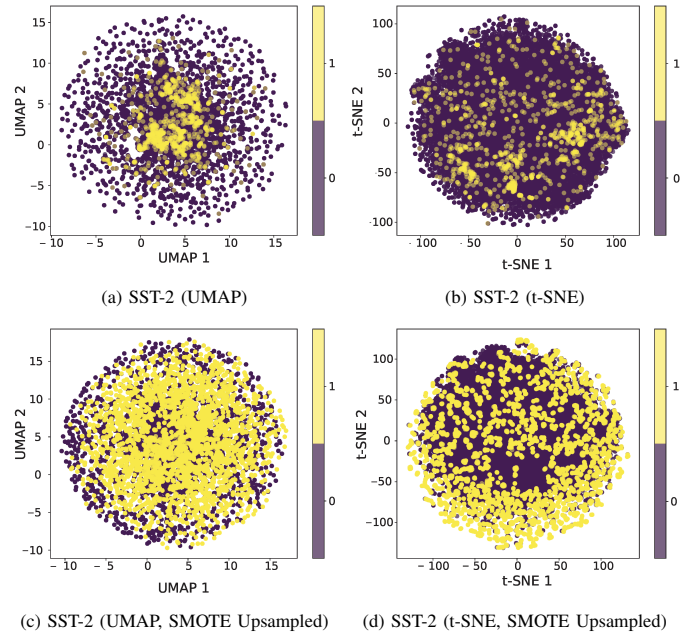 15
10
5
0
−5
−10
UMAP 2
− 10 − 5 0 5 10 15
UMAP 1
1
0
(a) SST-2 (UMAP)
100
50
0
−50
−100
t-SNE 2
− 100 − 50 0 50 100
t-SNE 1
1
0
(b) SST-2 (t-SNE)
15
10
5
0
−5
−10
UMAP 2
− 10 − 5 0 5 10 15
UMAP 1
1
0
(c) SST-2 (UMAP, SMOTE Upsampled)
100
50
0
−50
−100
t-SNE 2
− 100 − 50 0 50 100
t-SNE 1
1
0
(d) SST-2 (t-SNE, SMOTE Upsampled)